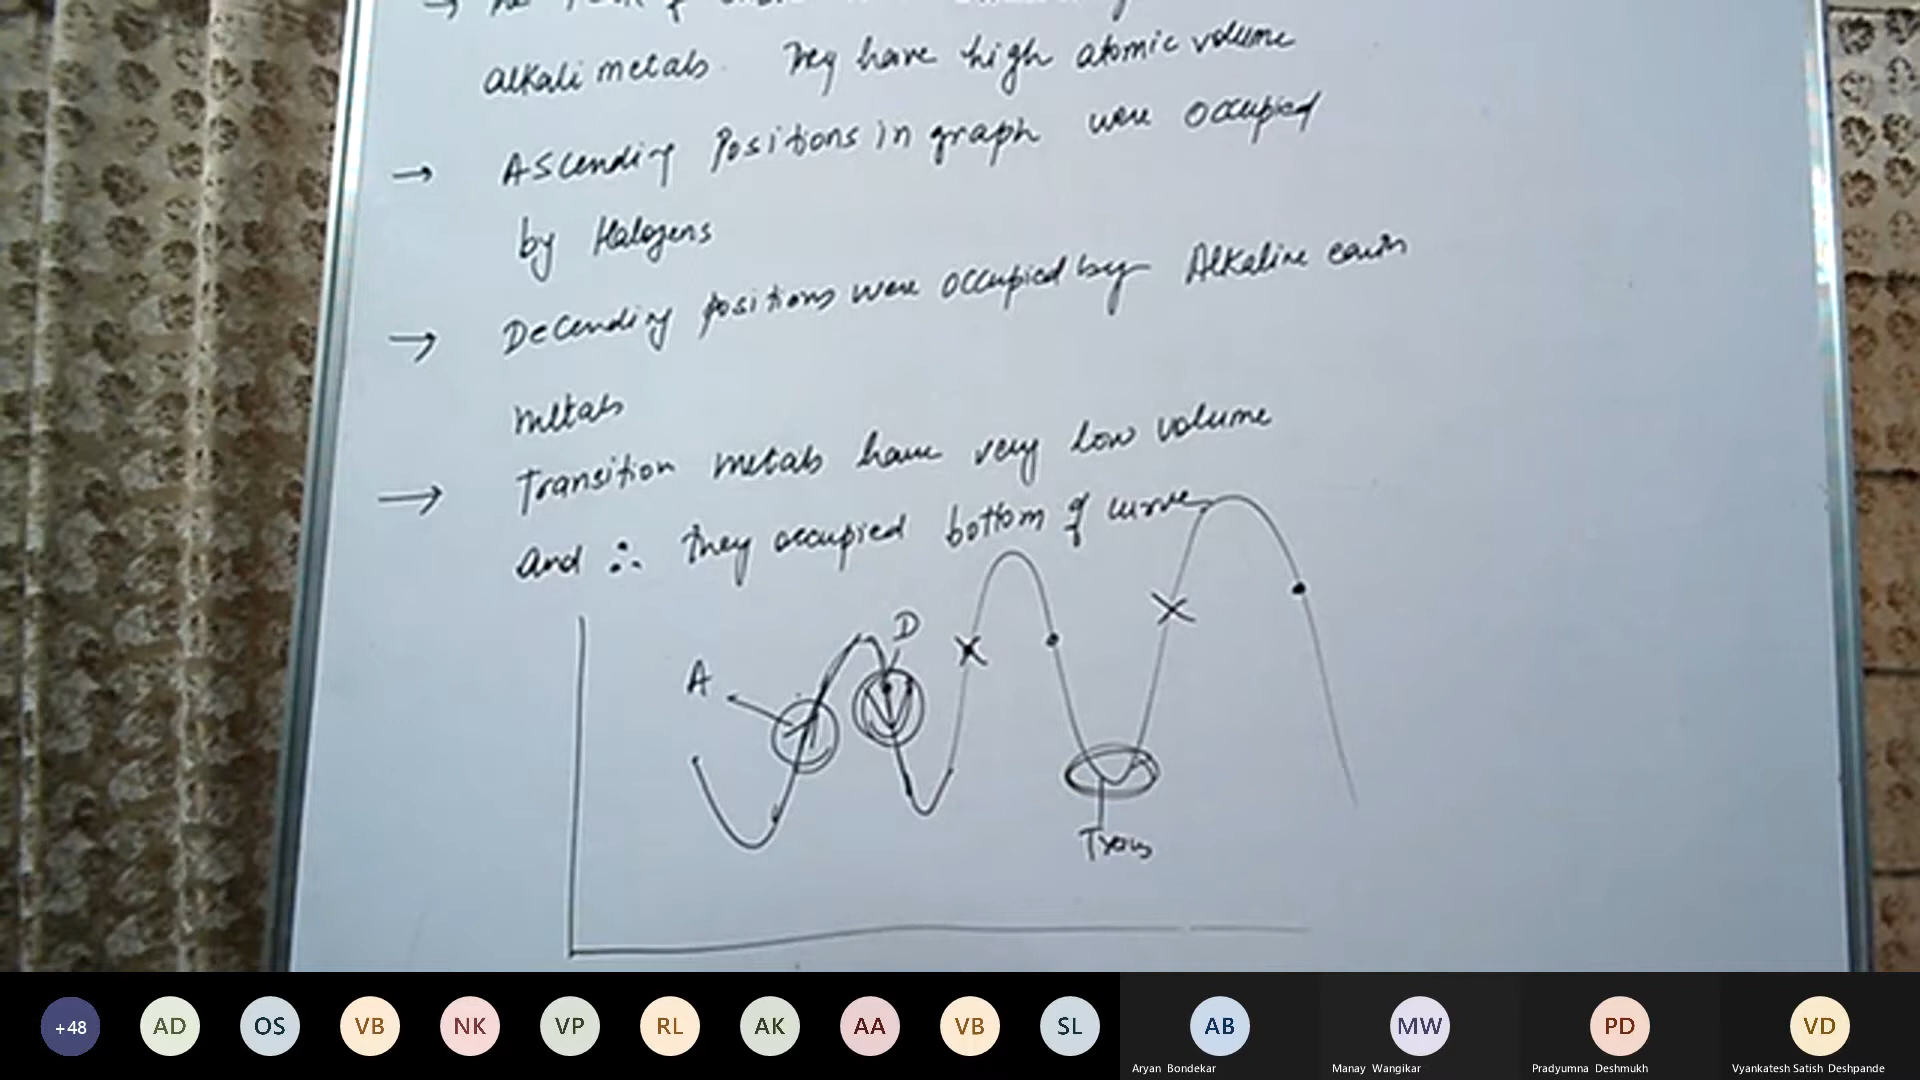 alkali metals. They have high atomic volume
→ Ascending Positions in graph were occupied
by Halogens
→ Decending positions were occupied by Alkaline earth
metals
→ Transition metals have very low volume
and ∴ they occupied bottom of curve
D
A
Trans
+48
AD
OS
VB
NK
VP
RL
AK
AA
VB
SL
AB
MW
PD
VD
Aryan Bondekar
Manay Wangikar
Pradyumna Deshmukh
Vyankatesh Satish Deshpande